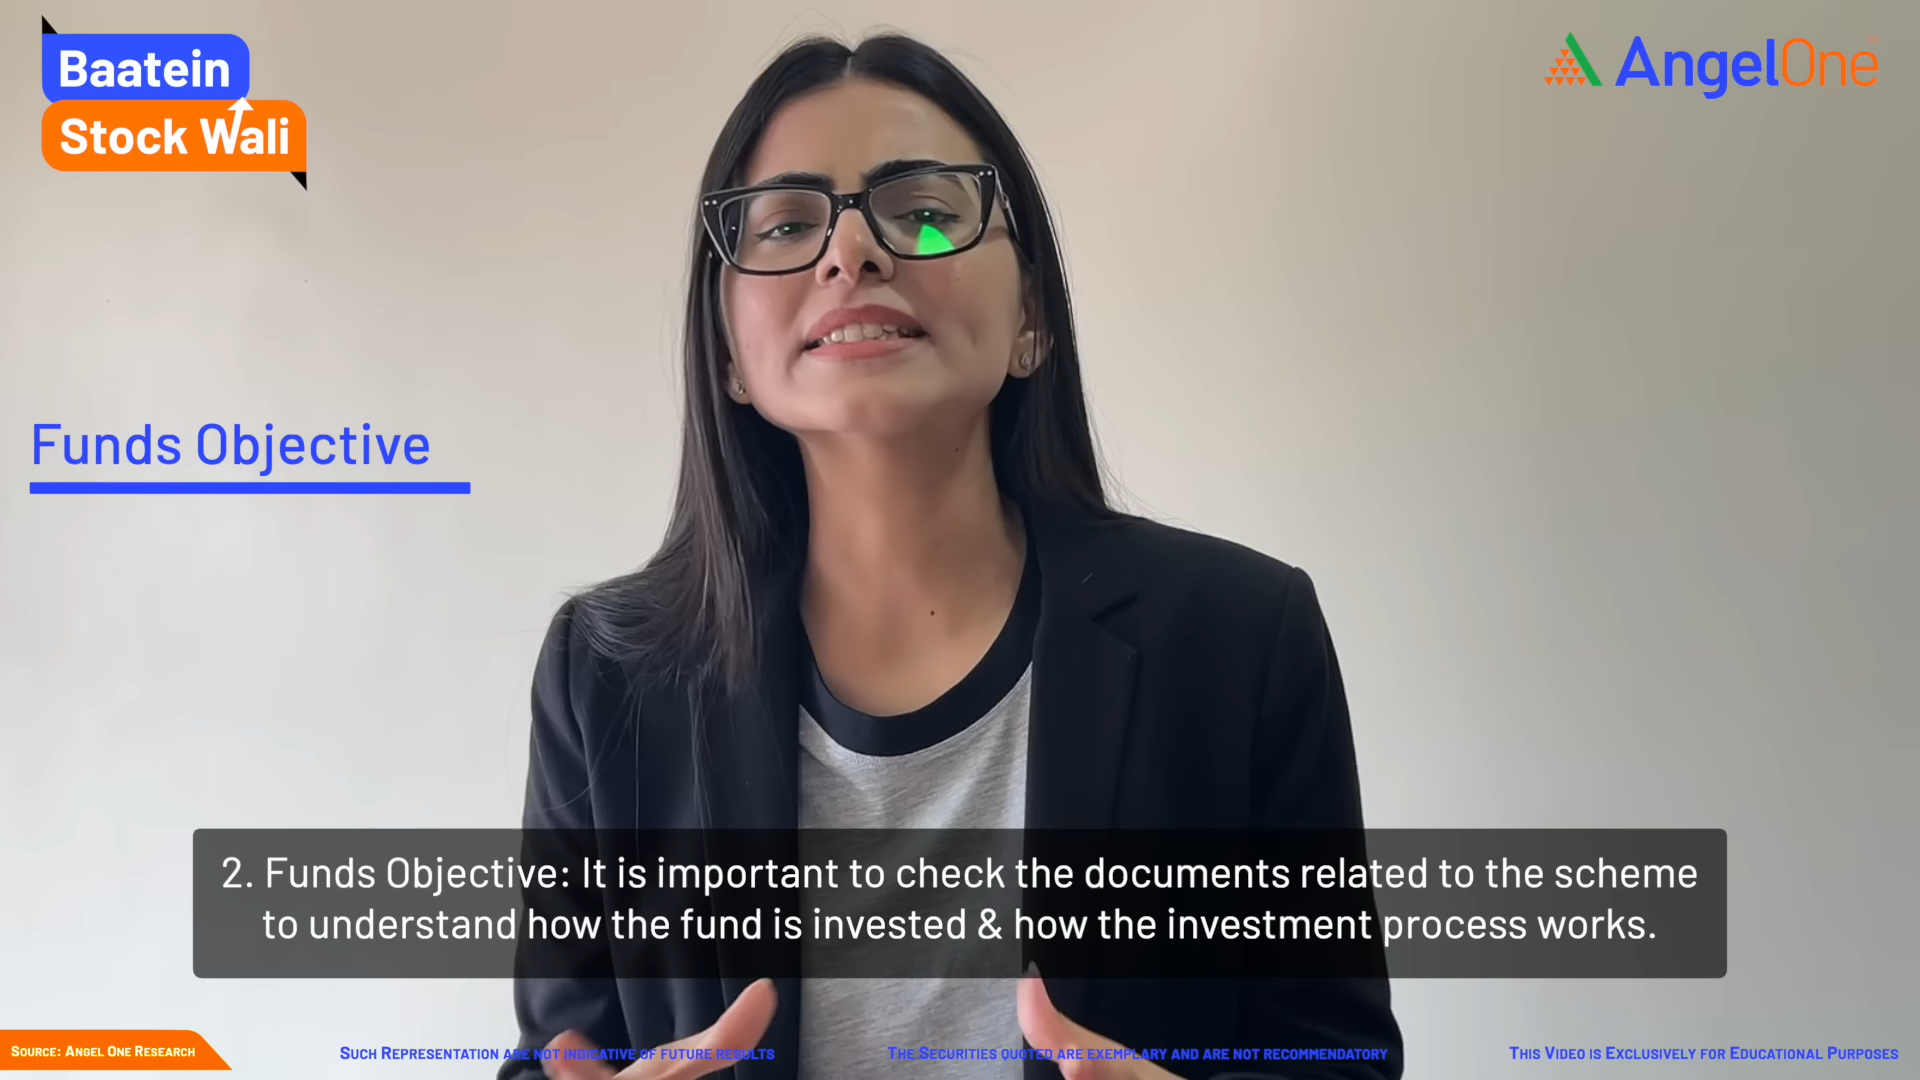 Baatein
Stock Wali
AngelOne
Funds Objective
2. Funds Objective: It is important to check the documents related to the scheme
to understand how the fund is invested & how the investment process works.
SOURCE: ANGEL ONE RESEARCH
SUCH REPRESENTATION ARE NOT INDICATIVE OF FUTURE RESULTS
THE SECURITIES QUOTED ARE EXEMPLARY AND ARE NOT RECOMMENDATORY
THIS VIDEO IS EXCLUSIVELY FOR EDUCATIONAL PURPOSES